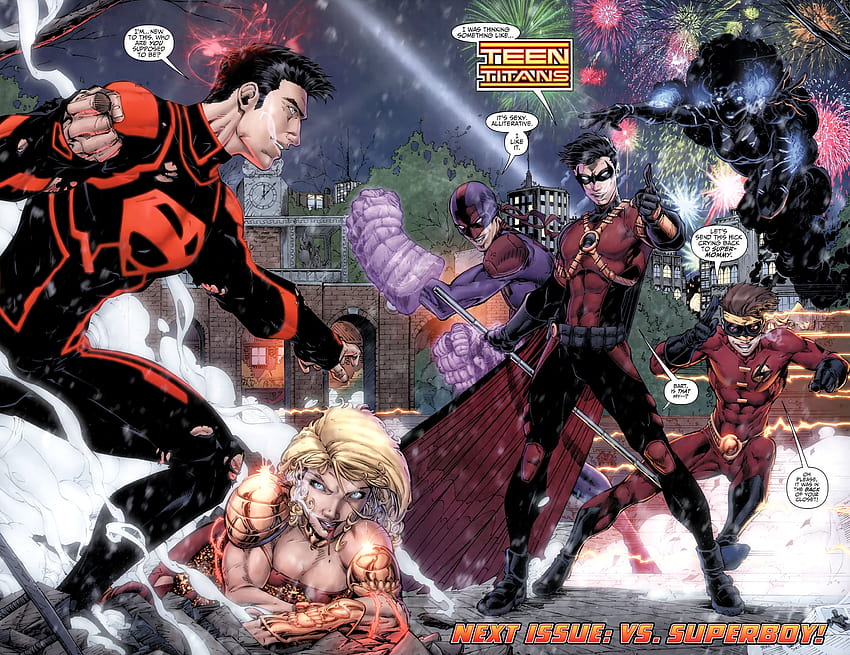 I'M...NEW
TO THIS. WHO
ARE YOU
SUPPOSED
TO BE?
I WAS THINKING
SOMETHING LIKE...
TEEN
TITANS
IT'S SEXY.
ALLITERATIVE.
I
LIKE
IT.
LET'S
SEND THIS HICK
CRYING BACK
TO SUPER-
MOMMY.
BART,
IS THAT
MY--?
OH
PLEASE,
IT WAS IN
THE BACK
OF YOUR
CLOSET!
NEXT ISSUE: VS. SUPERBOY!